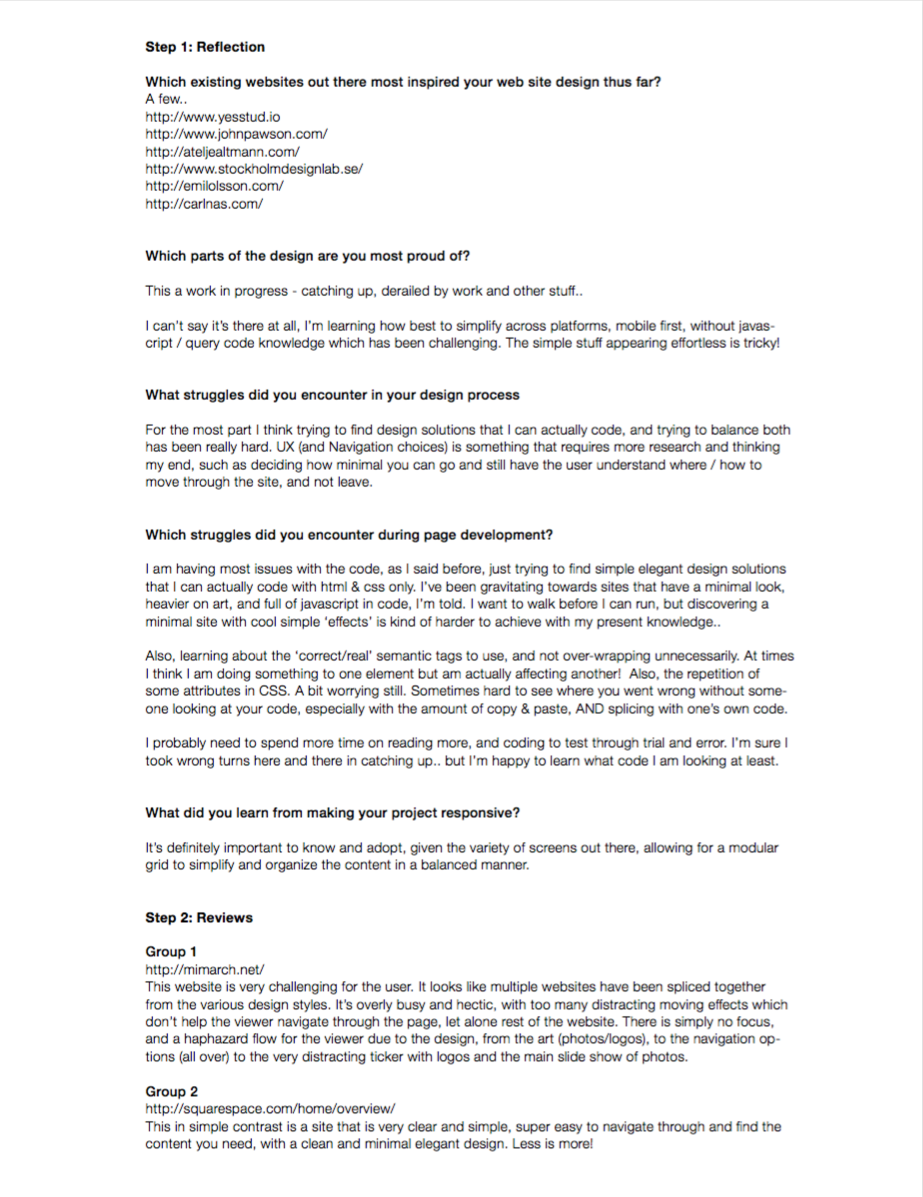 Step 1: Reflection
Which existing websites out there most inspired your web site design thus far?
A few..
http://www.yesstud.io
http://www.johnpawson.com/
http://ateljealtmann.com/
http://www.stockholmdesignlab.se/
http://emilolsson.com/
http://carlnas.com/
Which parts of the design are you most proud of?
This a work in progress - catching up, derailed by work and other stuff..
I can't say it's there at all, I'm learning how best to simplify across platforms, mobile first, without javas-
cript / query code knowledge which has been challenging. The simple stuff appearing effortless is tricky!
What struggles did you encounter in your design process
For the most part I think trying to find design solutions that I can actually code, and trying to balance both
has been really hard. UX (and Navigation choices) is something that requires more research and thinking
my end, such as deciding how minimal you can go and still have the user understand where / how to
move through the site, and not leave.
Which struggles did you encounter during page development?
I am having most issues with the code, as I said before, just trying to find simple elegant design solutions
that I can actually code with html & css only. I've been gravitating towards sites that have a minimal look,
heavier on art, and full of javascript in code, I'm told. I want to walk before I can run, but discovering a
minimal site with cool simple 'effects' is kind of harder to achieve with my present knowledge..
Also, learning about the 'correct/real' semantic tags to use, and not over-wrapping unnecessarily. At times
I think I am doing something to one element but am actually affecting another!  Also, the repetition of
some attributes in CSS. A bit worrying still. Sometimes hard to see where you went wrong without some-
one looking at your code, especially with the amount of copy & paste, AND splicing with one's own code.
I probably need to spend more time on reading more, and coding to test through trial and error. I'm sure I
took wrong turns here and there in catching up.. but I'm happy to learn what code I am looking at least.
What did you learn from making your project responsive?
It's definitely important to know and adopt, given the variety of screens out there, allowing for a modular
grid to simplify and organize the content in a balanced manner.
Step 2: Reviews
Group 1
http://mimarch.net/
This website is very challenging for the user. It looks like multiple websites have been spliced together
from the various design styles. It's overly busy and hectic, with too many distracting moving effects which
don't help the viewer navigate through the page, let alone rest of the website. There is simply no focus,
and a haphazard flow for the viewer due to the design, from the art (photos/logos), to the navigation op-
tions (all over) to the very distracting ticker with logos and the main slide show of photos.
Group 2
http://squarespace.com/home/overview/
This in simple contrast is a site that is very clear and simple, super easy to navigate through and find the
content you need, with a clean and minimal elegant design. Less is more!